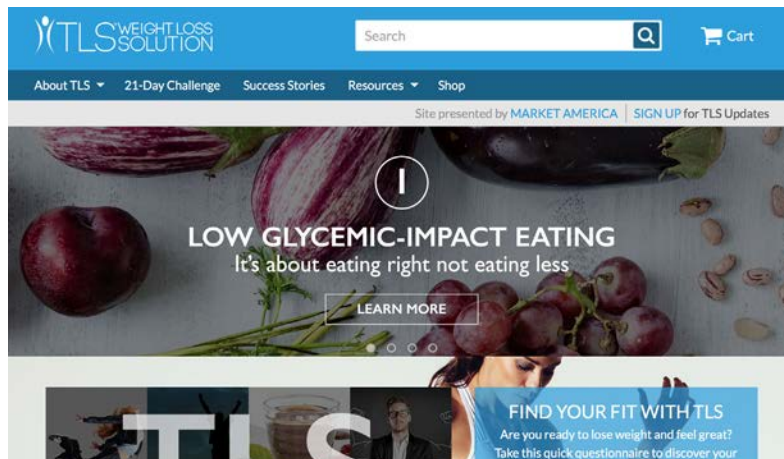 TLS WEIGHT LOSS
SOLUTION
Search
Cart
About TLS 21-Day Challenge Success Stories Resources Shop
Site presented by MARKET AMERICA SIGN UP for TLS Updates
1
LOW GLYCEMIC-IMPACT EATING
It's about eating right not eating less
LEARN MORE
TLS
FIND YOUR FIT WITH TLS
Are you ready to lose weight and feel great?
Take this quick questionnaire to discover your